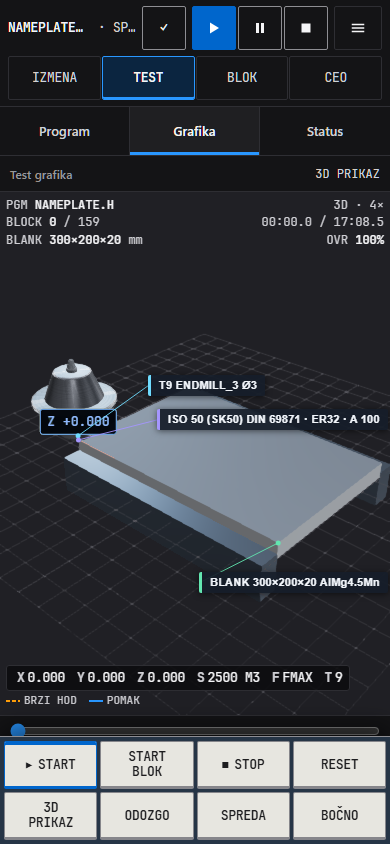 NAMEPLATE… · SP…
IZMENA TEST BLOK CEO
Program Grafika Status
Test grafika 3D PRIKAZ
PGM NAMEPLATE.H 3D · 4×
BLOCK 0 / 159 00:00.0 / 17:08.5
BLANK 300×200×20 mm OVR 100%
T9 ENDMILL_3 Ø3
Z +0.000
ISO 50 (SK50) DIN 69871 · ER32 · A 100
BLANK 300×200×20 AlMg4.5Mn
X 0.000 Y 0.000 Z 0.000 S 2500 M3 F FMAX T 9
BRZI HOD POMAK
START
START BLOK
STOP
RESET
3D PRIKAZ
ODOZGO
SPREDA
BOČNO